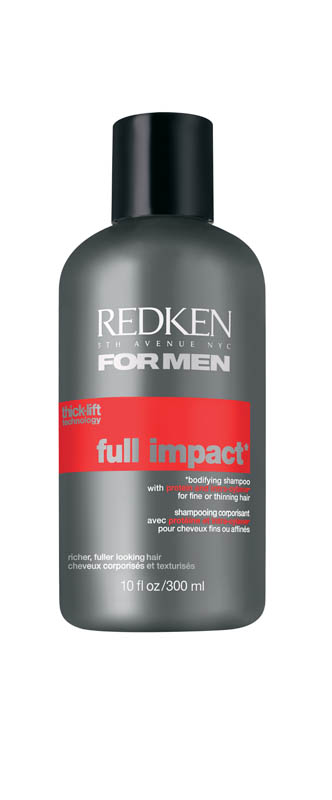 REDKEN
5TH AVENUE NYC
FOR MEN
thick-lift
technology
full impact*
*bodifying shampoo
with protein
for fine or thinning hair
shampooing corporisant
avec
pour cheveux fins ou affinés
richer, fuller looking hair
cheveux corporisés et texturisés
10 fl oz/300 ml